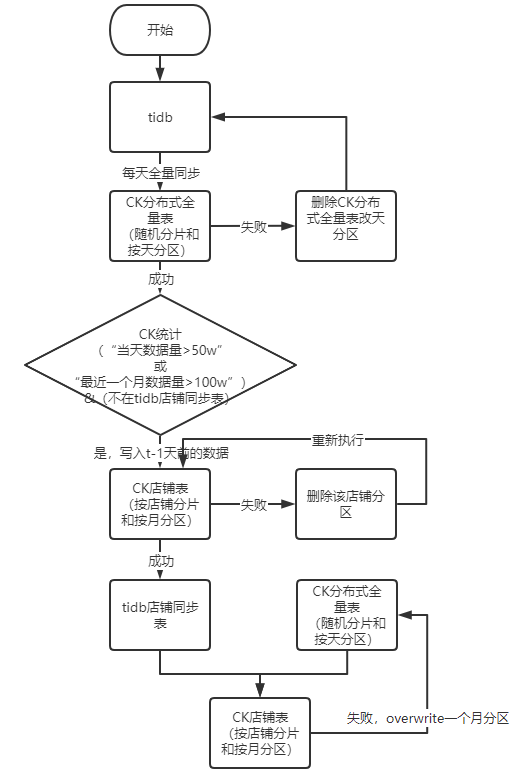 开始
tidb
每天全量同步
CK分布式全
量表
（随机分片和
按天分区）
失败
删除CK分布
式全量表改天
分区
成功
CK统计
（“当天数据量>50w”
或
“最近一个月数据量>100w”）
&（不在tidb店铺同步表）
是，写入t-1天前的数据
重新执行
CK店铺表
（按店铺分片
和按月分区）
失败
删除该店铺分
区
成功
tidb店铺同步
表
CK分布式全
量表
（随机分片和
按天分区）
CK店铺表
（按店铺分片
和按月分区）
失败，overwrite一个月分区